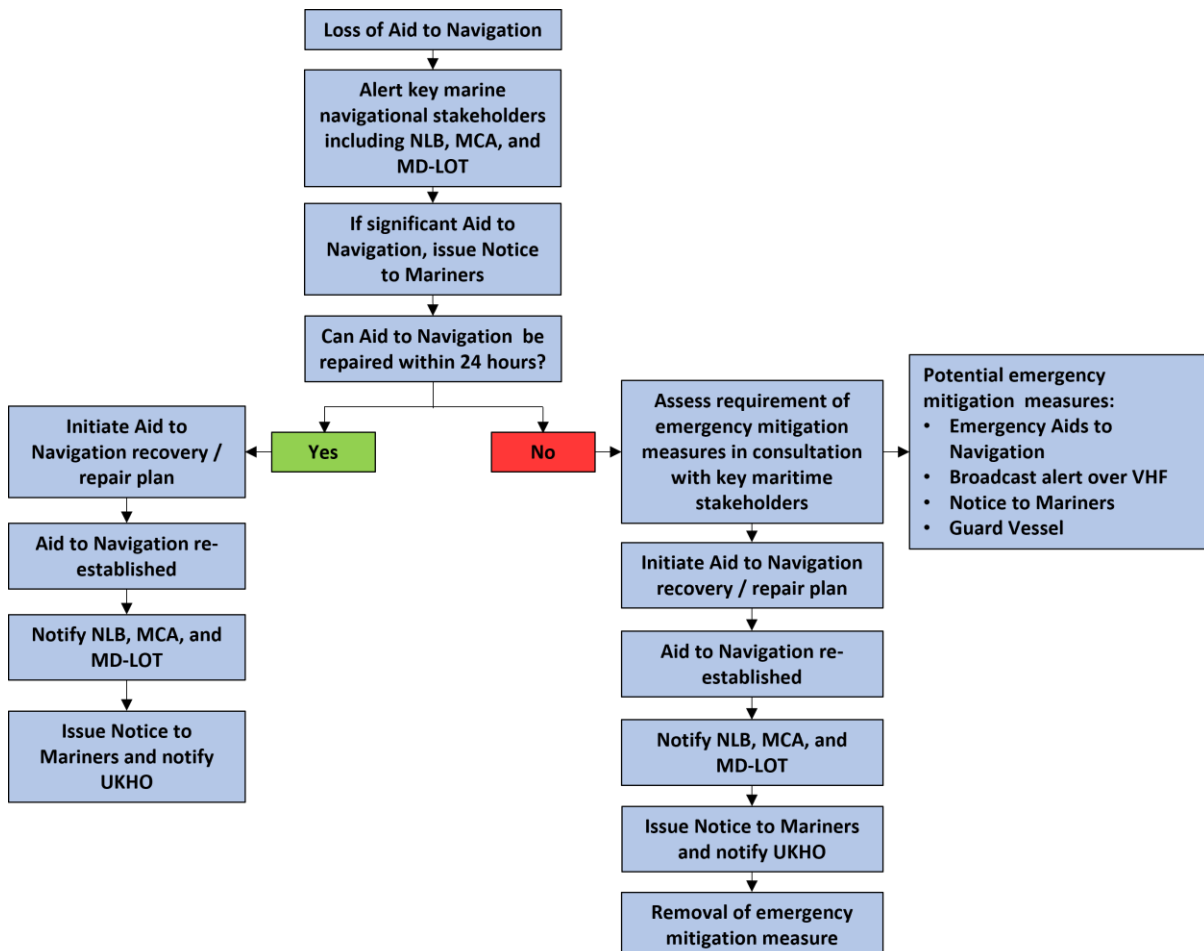 Loss of Aid to Navigation
Alert key marine
navigational stakeholders
including NLB, MCA, and
MD-LOT
If significant Aid to
Navigation, issue Notice
to Mariners
Can Aid to Navigation be
repaired within 24 hours?
Yes
No
Initiate Aid to
Navigation recovery /
repair plan
Aid to Navigation re-
established
Notify NLB, MCA, and
MD-LOT
Issue Notice to
Mariners and notify
UKHO
Assess requirement of
emergency mitigation
measures in consultation
with key maritime
stakeholders
Potential emergency
mitigation measures:
• Emergency Aids to
Navigation
• Broadcast alert over VHF
• Notice to Mariners
• Guard Vessel
Initiate Aid to Navigation
recovery / repair plan
Aid to Navigation re-
established
Notify NLB, MCA, and
MD-LOT
Issue Notice to Mariners
and notify UKHO
Removal of emergency
mitigation measure